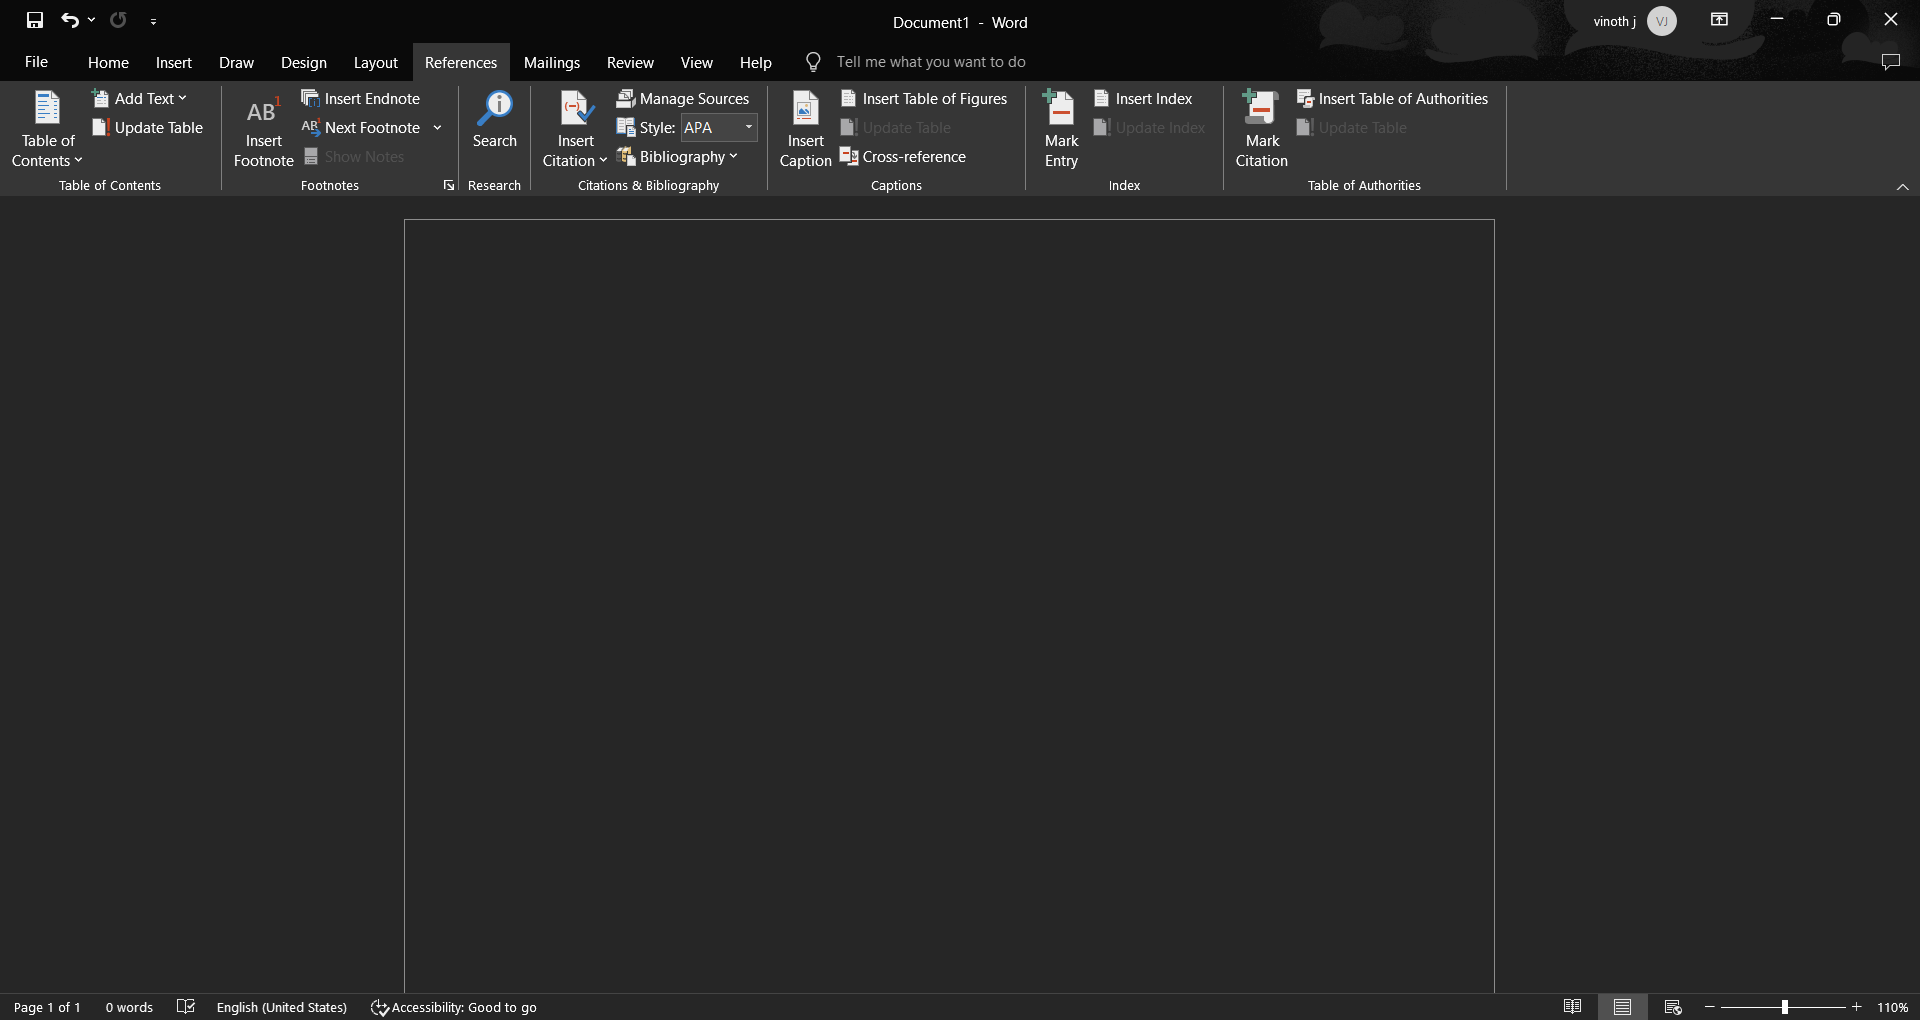 Document1 - Word
vinoth j
VJ
File
Home
Insert
Draw
Design
Layout
References
Mailings
Review
View
Help
Tell me what you want to do
Table of
Contents
Add Text
Update Table
Table of Contents
AB1
Insert
Footnote
Insert Endnote
AB1
Next Footnote
Show Notes
Footnotes
Search
Research
Insert
Citation
Manage Sources
Style: APA
Bibliography
Citations & Bibliography
Insert
Caption
Insert Table of Figures
Update Table
Cross-reference
Captions
Mark
Entry
Insert Index
Update Index
Index
Mark
Citation
Insert Table of Authorities
Update Table
Table of Authorities
Page 1 of 1
0 words
English (United States)
Accessibility: Good to go
110%